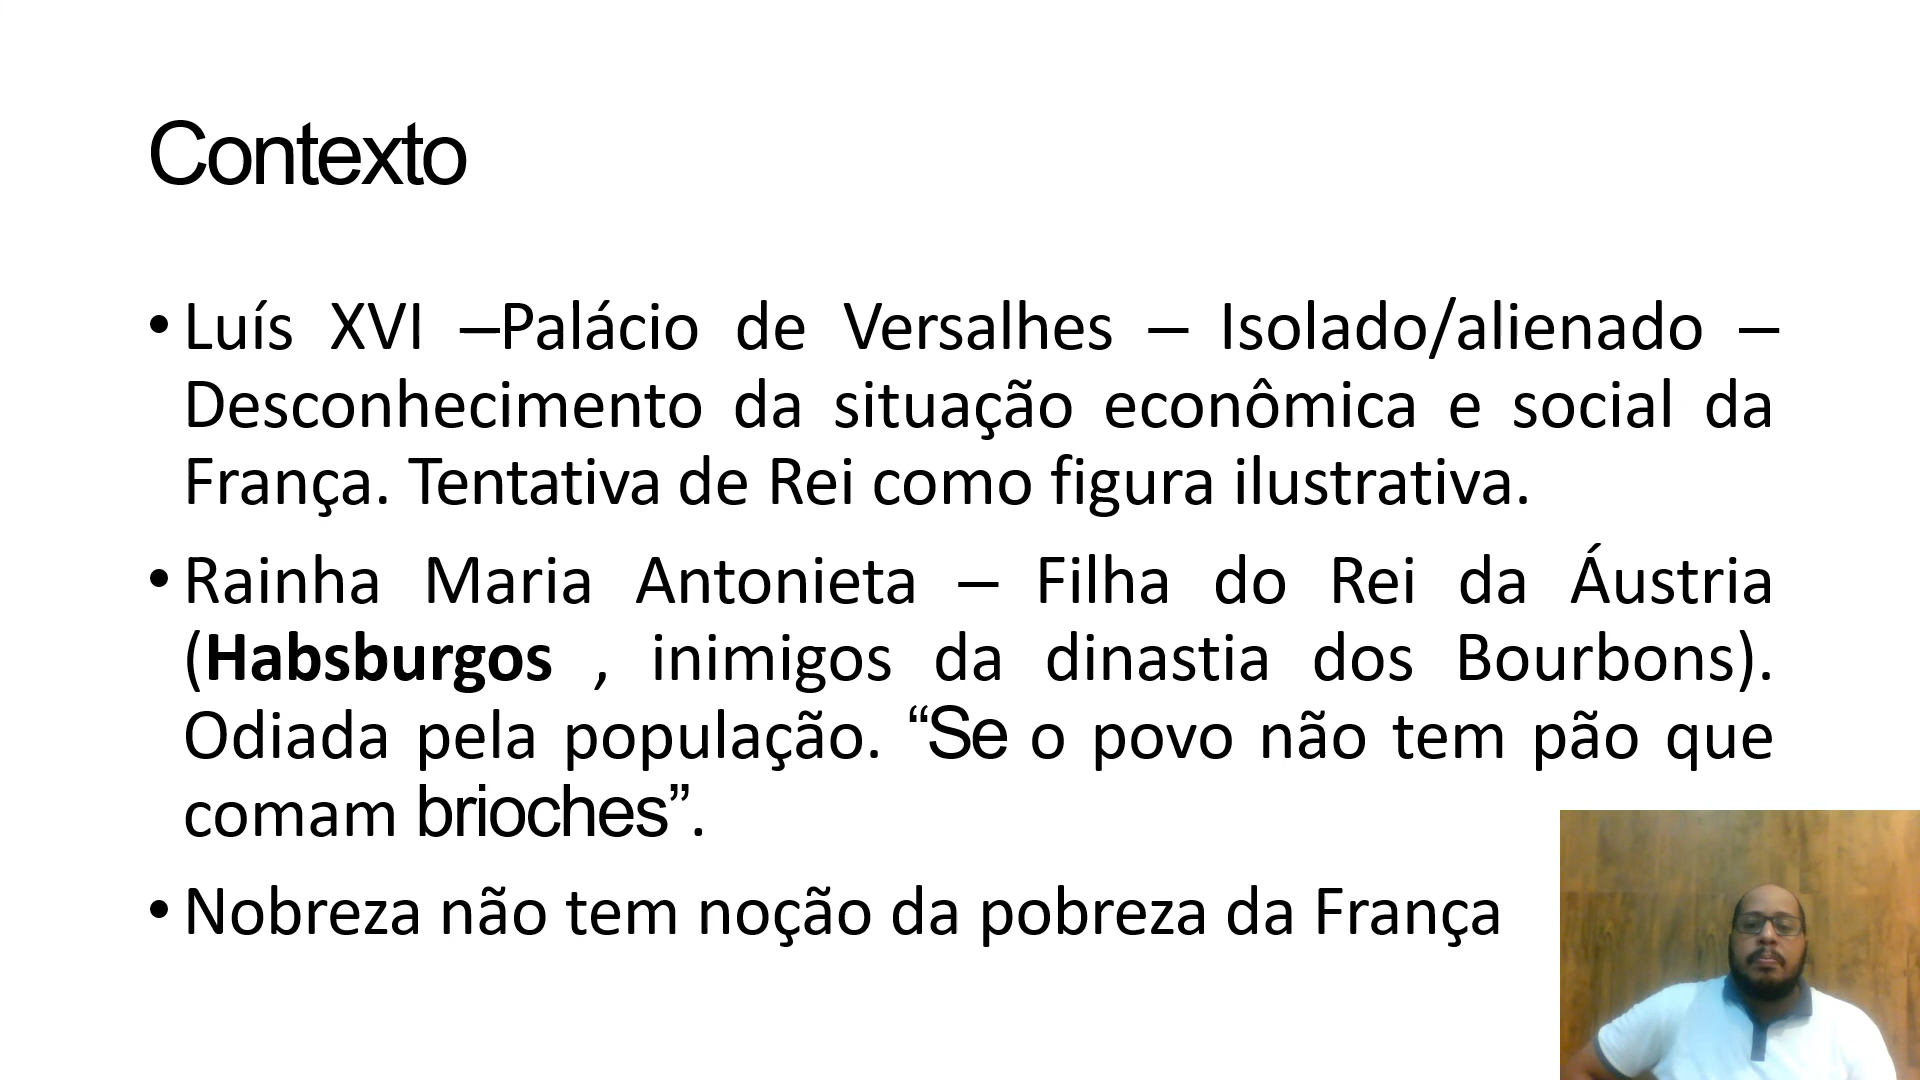 Contexto
• Luís XVI –Palácio de Versalhes – Isolado/alienado –
Desconhecimento da situação econômica e social da
França. Tentativa de Rei como figura ilustrativa.
• Rainha Maria Antonieta – Filha do Rei da Áustria
(Habsburgos , inimigos da dinastia dos Bourbons).
Odiada pela população. “Se o povo não tem pão que
comam brioches”.
• Nobreza não tem noção da pobreza da França